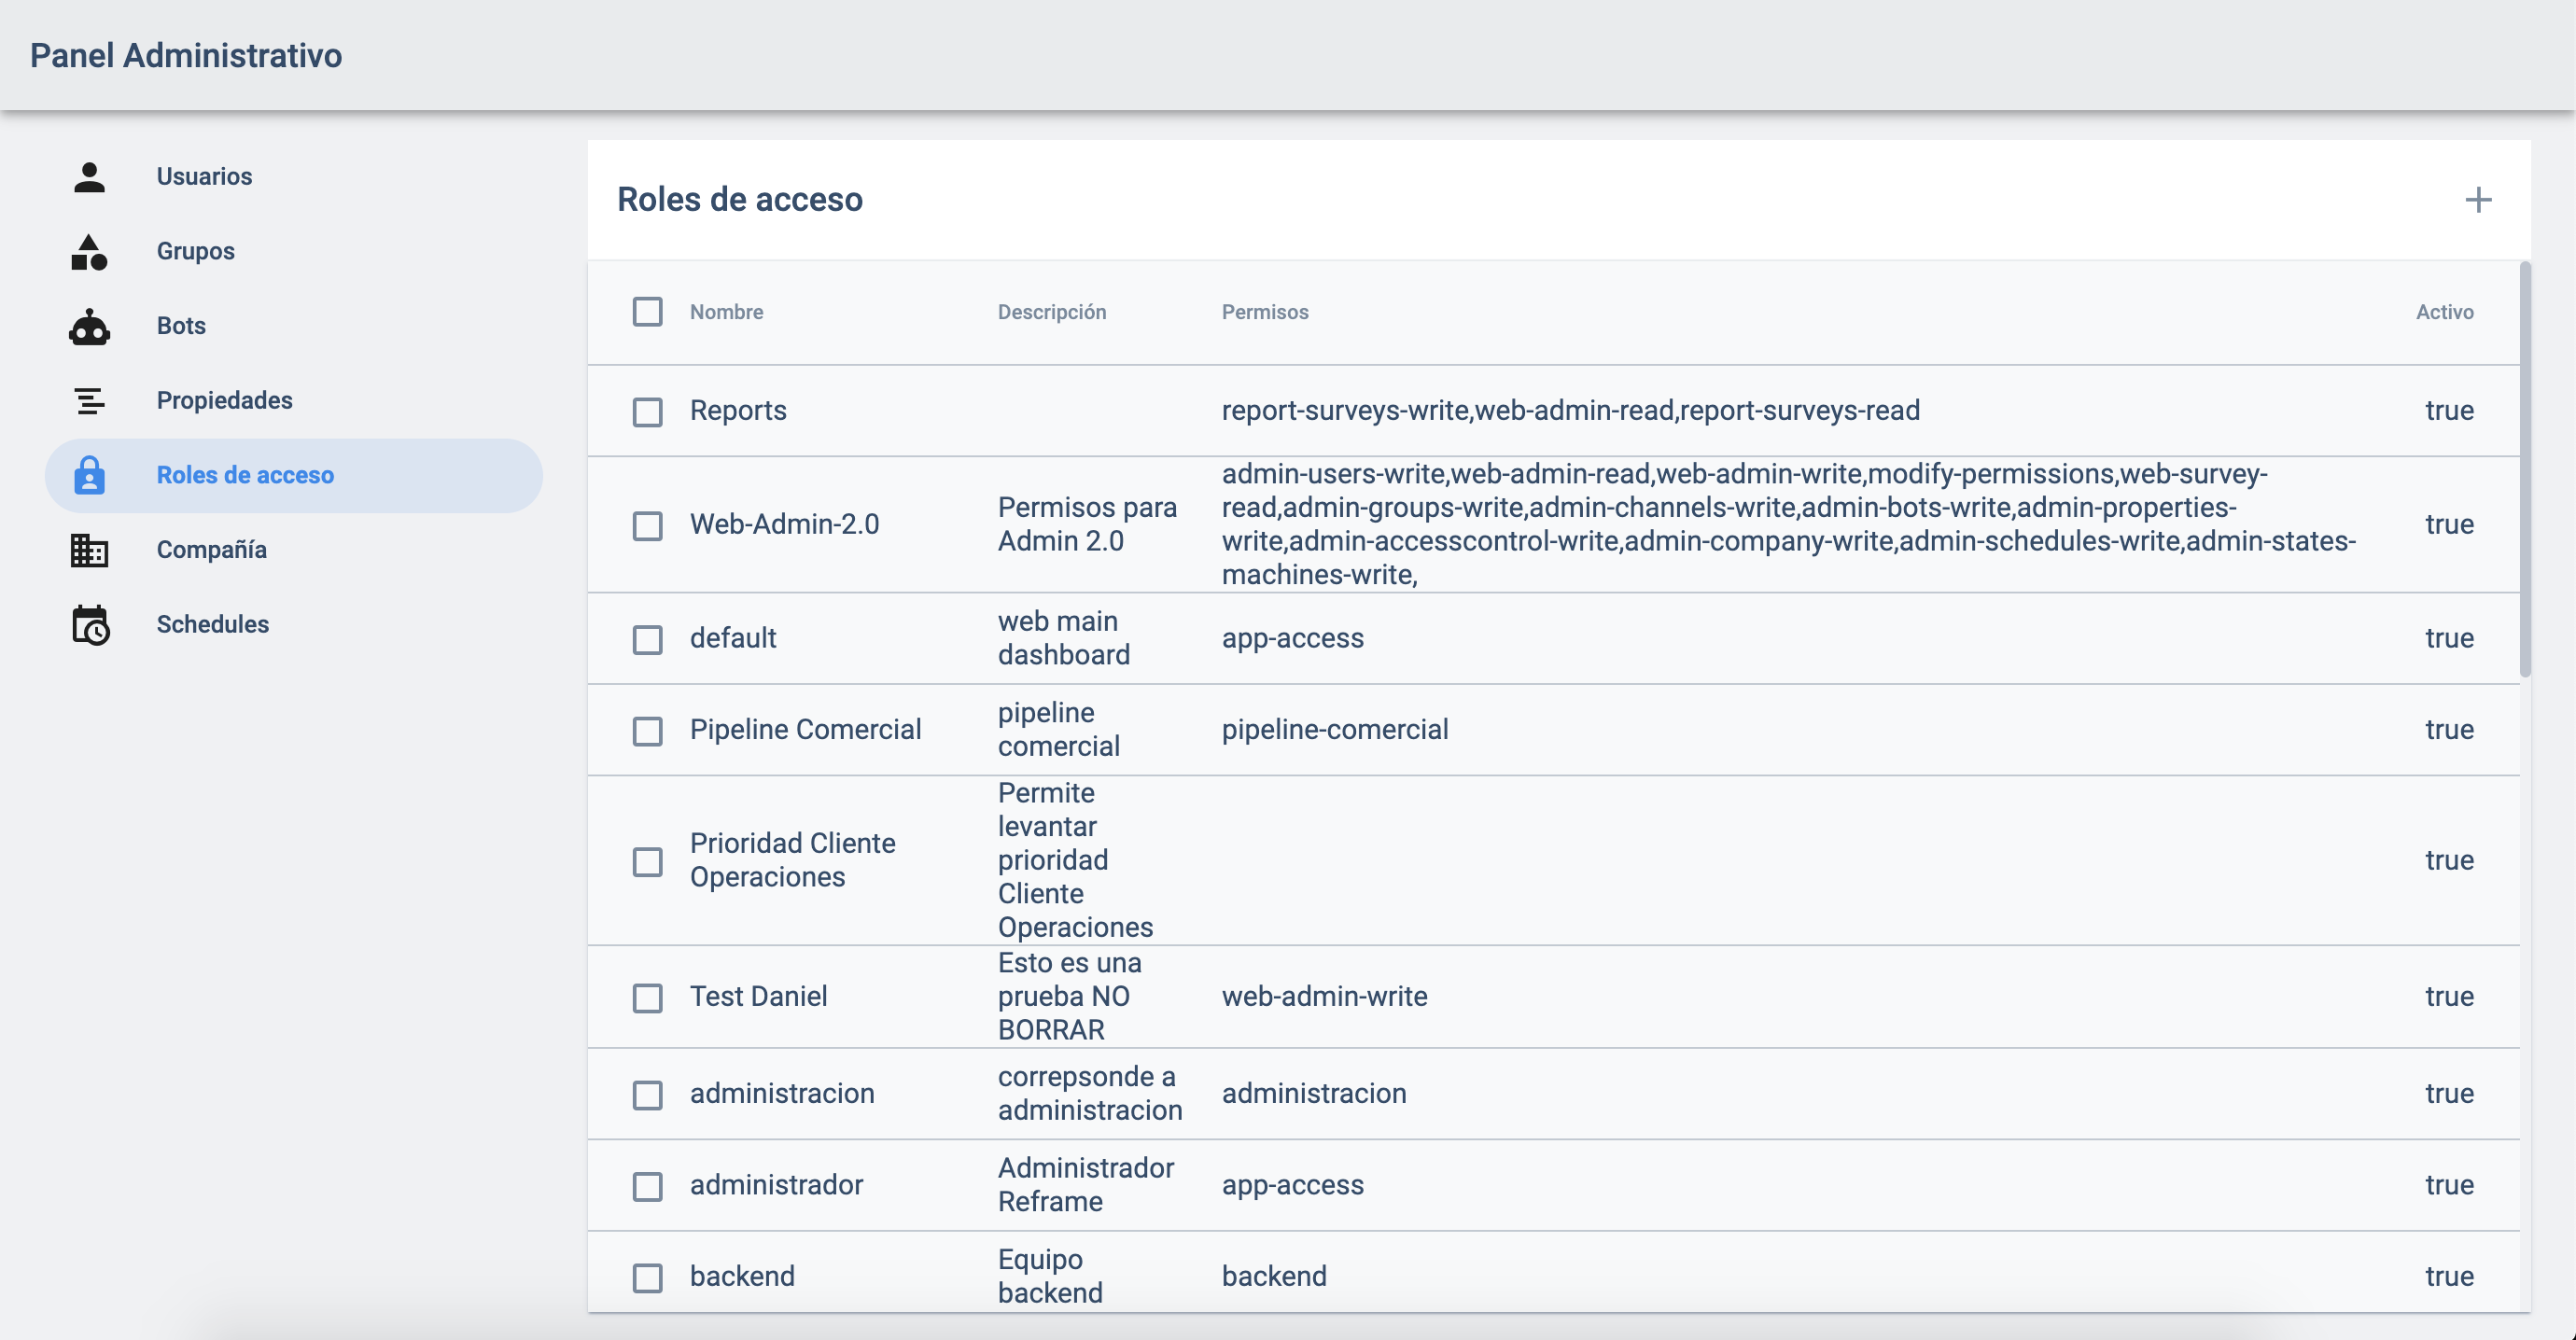 Panel Administrativo
Usuarios
Grupos
Bots
Propiedades
Roles de acceso
Compañía
Schedules
Roles de acceso
Nombre Descripción Permisos Activo
Reports report-surveys-write,web-admin-read,report-surveys-read true
Web-Admin-2.0
Permisos para
Admin 2.0
admin-users-write,web-admin-read,web-admin-write,modify-permissions,web-survey-
read,admin-groups-write,admin-channels-write,admin-bots-write,admin-properties-
write,admin-accesscontrol-write,admin-company-write,admin-schedules-write,admin-states-
machines-write,
true
default
web main
dashboard
app-access
true
Pipeline Comercial
pipeline
comercial
pipeline-comercial
true
Prioridad Cliente
Operaciones
Permite
levantar
prioridad
Cliente
Operaciones
true
Test Daniel
Esto es una
prueba NO
BORRAR
web-admin-write
true
administracion
correpsonde a
administracion
administracion
true
administrador
Administrador
Reframe
app-access
true
backend
Equipo
backend
backend
true